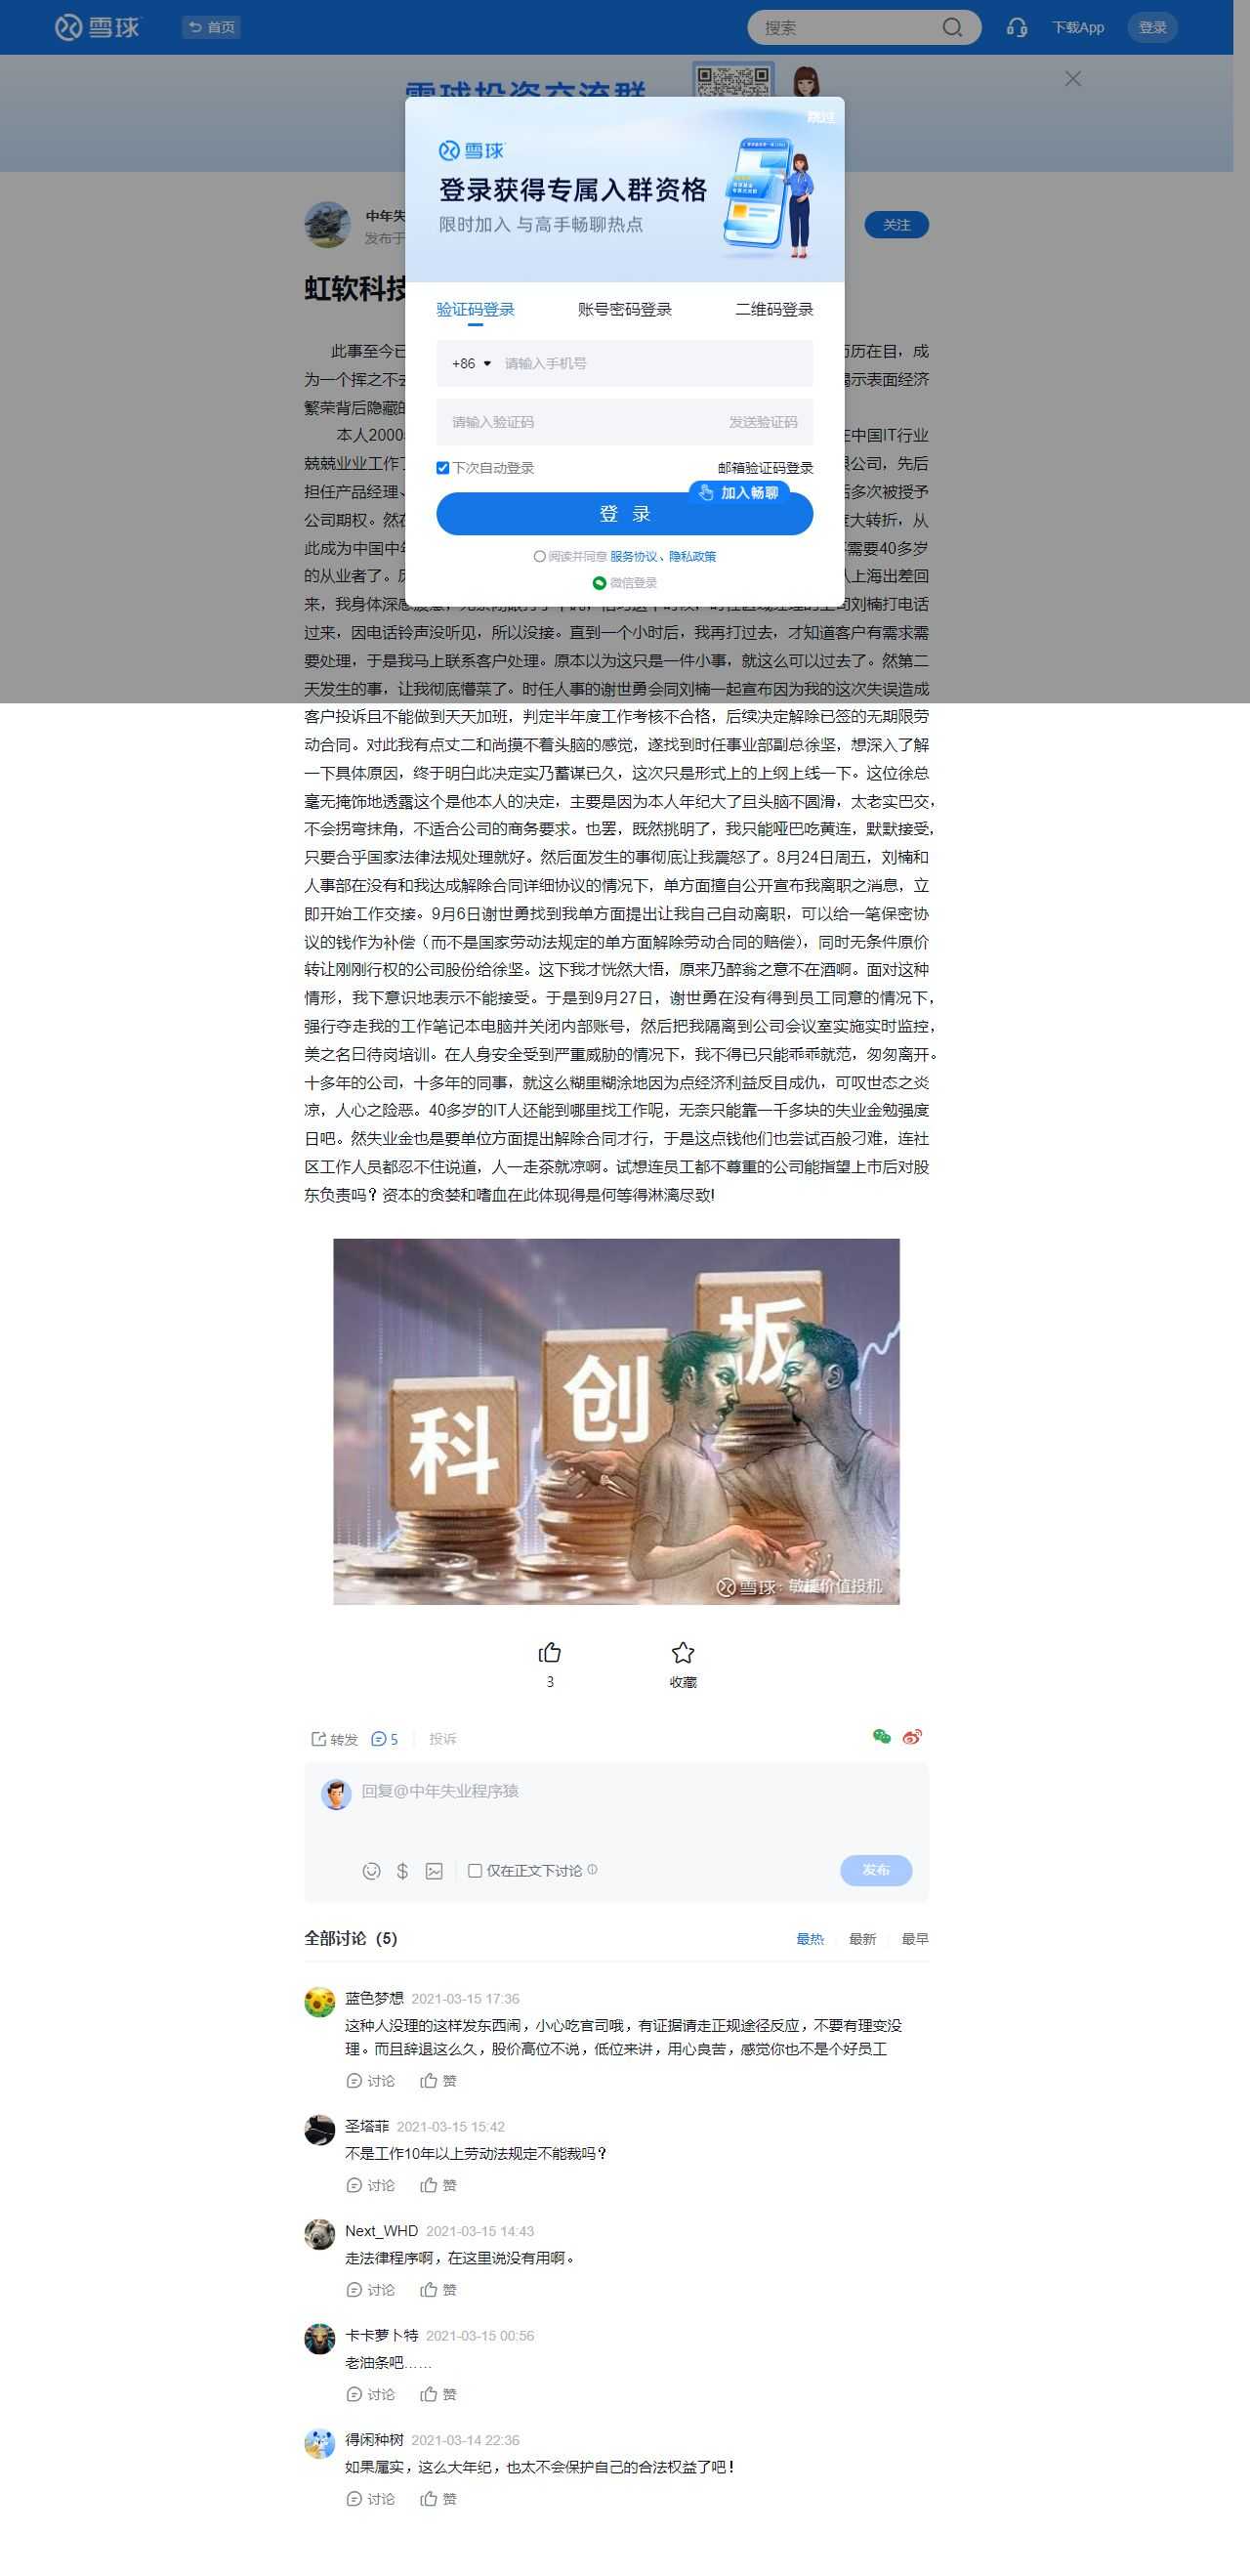 雪球
首页
搜索
下载App
登录
雪球投资交流群
跳过
雪球
登录获得专属入群资格
限时加入 与高手畅聊热点
中年失
发布于
关注
虹软科技
验证码登录
账号密码登录
二维码登录
+86 请输入手机号
请输入验证码 发送验证码
下次自动登录 邮箱验证码登录
加入畅聊
登 录
阅读并同意 服务协议、隐私政策
微信登录
此事至今已 历历在目，成
为一个挥之不去 示表面经济
繁荣背后隐藏的
本人2000 在中国IT行业
兢兢业业工作了 限公司，先后
担任产品经理、 后多次被授予
公司期权。然在 大转折，从
此成为中国中年 需要40多岁
的从业者了。历 从上海出差回
来，我身体深感 刘楠打电话
过来，因电话铃声没听见，所以没接。直到一个小时后，我再打过去，才知道客户有需求需
要处理，于是我马上联系客户处理。原本以为这只是一件小事，就这么可以过去了。然第二
天发生的事，让我彻底懵菜了。时任人事的谢世勇会同刘楠一起宣布因为我的这次失误造成
客户投诉且不能做到天天加班，判定半年度工作考核不合格，后续决定解除已签的无期限劳
动合同。对此我有点丈二和尚摸不着头脑的感觉，遂找到时任事业部副总徐坚，想深入了解
一下具体原因，终于明白此决定实乃蓄谋已久，这次只是形式上的上纲上线一下。这位徐总
毫无掩饰地透露这个是他本人的决定，主要是因为本人年纪大了且头脑不圆滑，太老实巴交，
不会拐弯抹角，不适合公司的商务要求。也罢，既然挑明了，我只能哑巴吃黄连，默默接受，
只要合乎国家法律法规处理就好。然后面发生的事彻底让我震怒了。8月24日周五，刘楠和
人事部在没有和我达成解除合同详细协议的情况下，单方面擅自公开宣布我离职之消息，立
即开始工作交接。9月6日谢世勇找到我单方面提出让我自己自动离职，可以给一笔保密协
议的钱作为补偿（而不是国家劳动法规定的单方面解除劳动合同的赔偿），同时无条件原价
转让刚刚行权的公司股份给徐坚。这下我才恍然大悟，原来乃醉翁之意不在酒啊。面对这种
情形，我下意识地表示不能接受。于是到9月27日，谢世勇在没有得到员工同意的情况下，
强行夺走我的工作笔记本电脑并关闭内部账号，然后把我隔离到公司会议室实施实时监控，
美之名曰待岗培训。在人身安全受到严重威胁的情况下，我不得已只能乖乖就范，匆匆离开。
十多年的公司，十多年的同事，就这么糊里糊涂地因为点经济利益反目成仇，可叹世态之炎
凉，人心之险恶。40多岁的IT人还能到哪里找工作呢，无奈只能靠一千多块的失业金勉强度
日吧。然失业金也是要单位方面提出解除合同才行，于是这点钱他们也尝试百般刁难，连社
区工作人员都忍不住说道，人一走茶就凉啊。试想连员工都不尊重的公司能指望上市后对股
东负责吗？资本的贪婪和嗜血在此体现得是何等得淋漓尽致!
科
创
板
雪球：敏捷价值投机
3
收藏
转发 5 投诉
回复@中年失业程序猿
仅在正文下讨论
发布
全部讨论（5）
最热 最新 最早
蓝色梦想 2021-03-15 17:36
这种人没理的这样发东西闹，小心吃官司哦，有证据请走正规途径反应，不要有理变没
理。而且辞退这么久，股价高位不说，低位来讲，用心良苦，感觉你也不是个好员工
讨论 赞
圣塔菲 2021-03-15 15:42
不是工作10年以上劳动法规定不能裁吗？
讨论 赞
Next_WHD 2021-03-15 14:43
走法律程序啊，在这里说没有用啊。
讨论 赞
卡卡萝卜特 2021-03-15 00:56
老油条吧……
讨论 赞
得闲种树 2021-03-14 22:36
如果属实，这么大年纪，也太不会保护自己的合法权益了吧！
讨论 赞